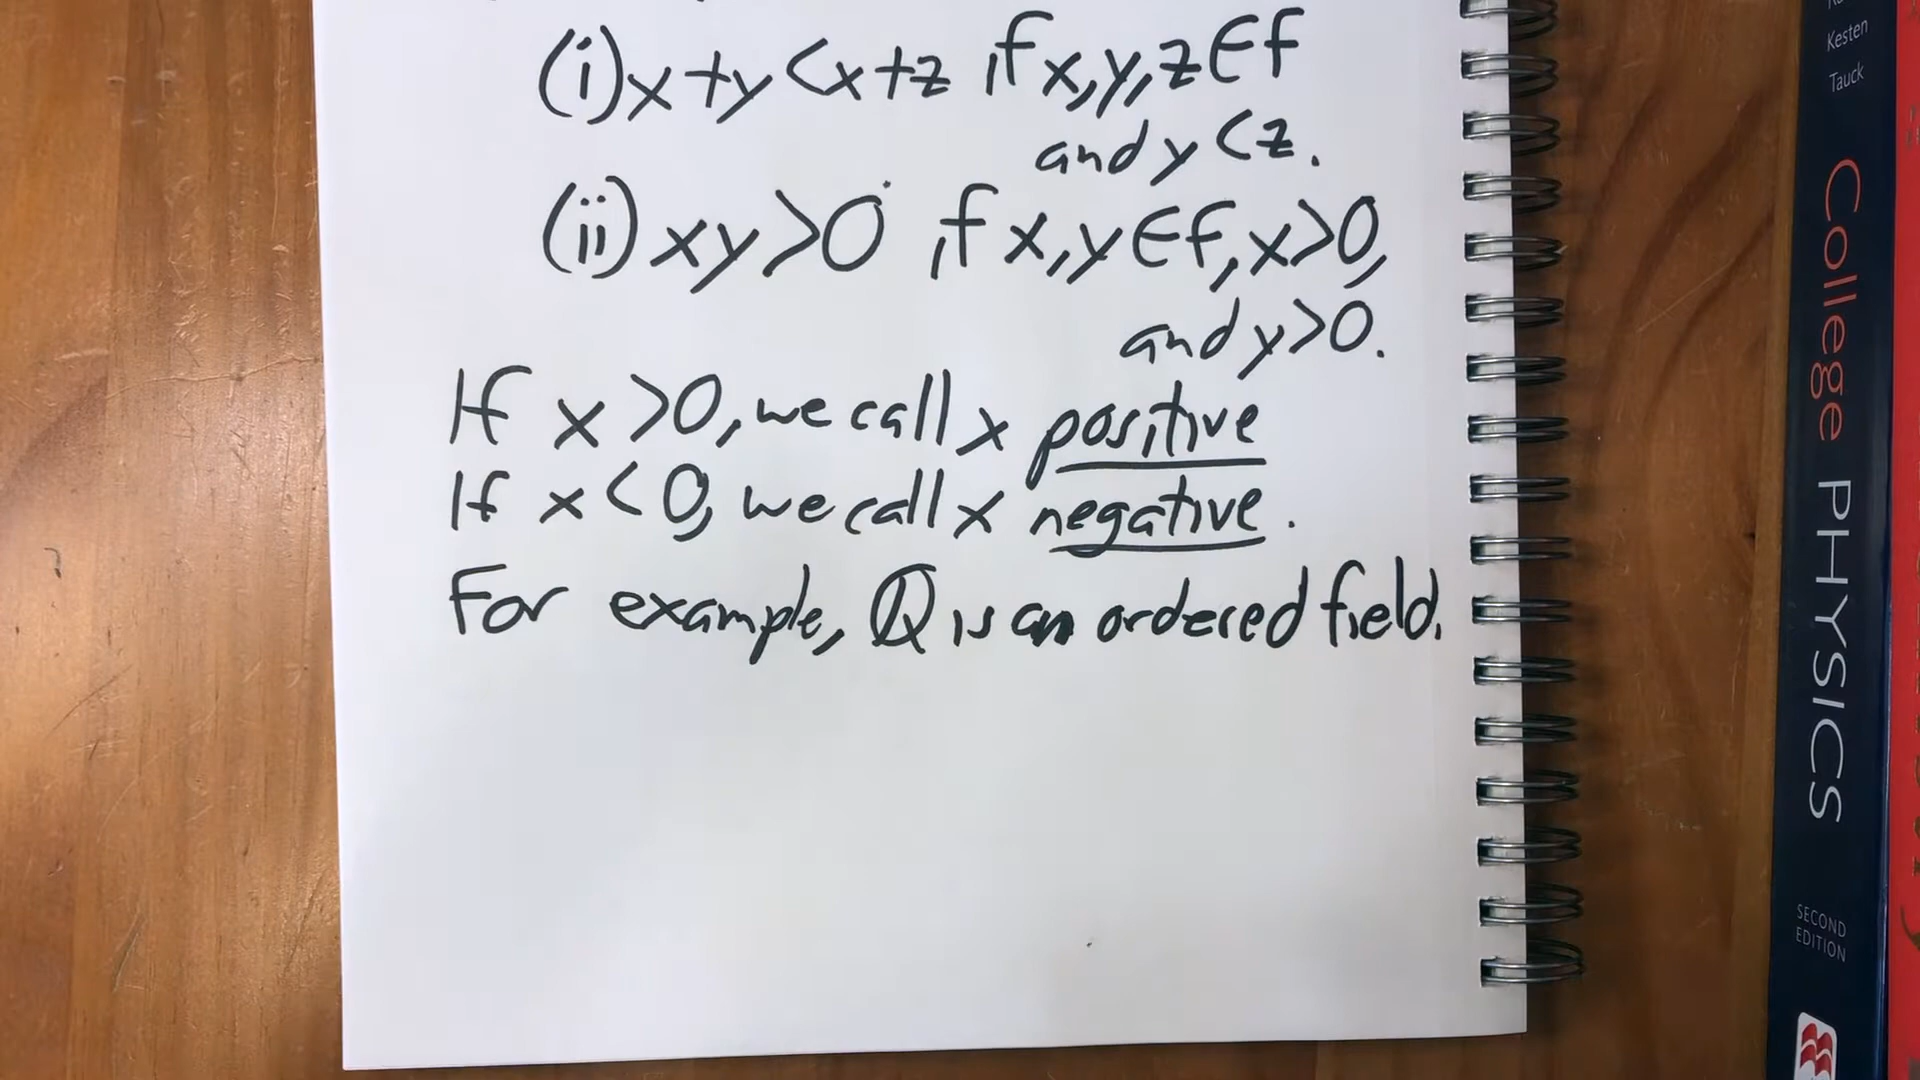 (i) x+y<x+z if x,y,z∈F
and y<z.
(ii) xy>0 if x,y∈F, x>0,
and y>0.
If x>0, we call x positive
If x<0, we call x negative.
For example, ℚ is an ordered field.
Kesten
Tauck
College PHYSICS
SECOND
EDITION